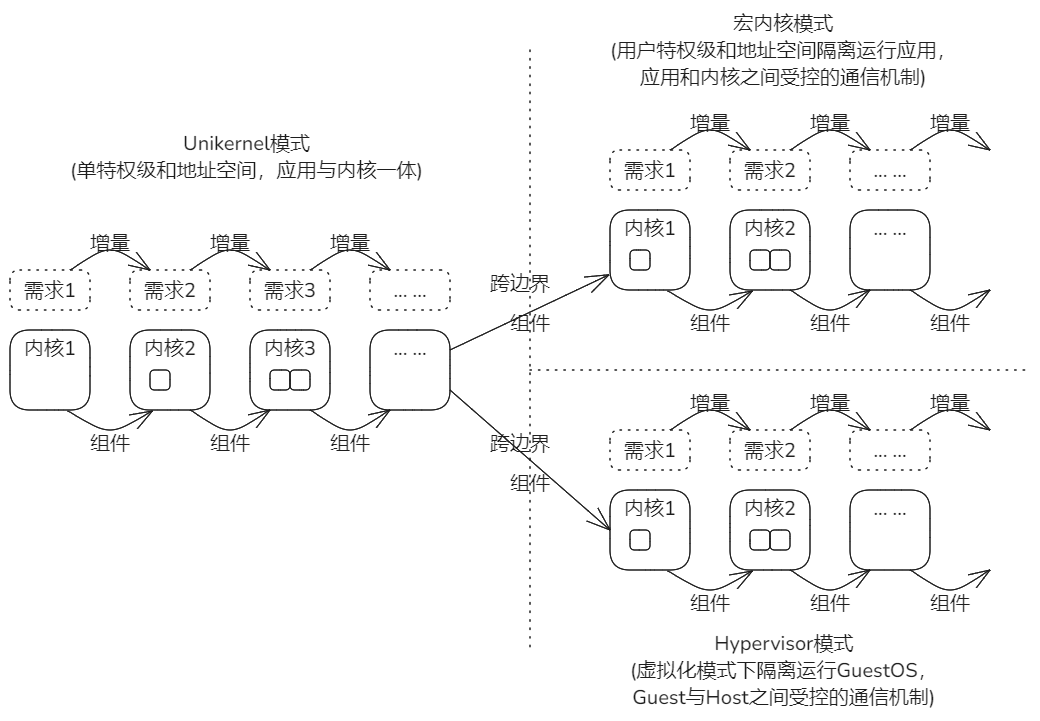 Unikernel模式
(单特权级和地址空间，应用与内核一体)
增量
增量
增量
需求1
需求2
需求3
... ...
内核1
内核2
内核3
... ...
组件
组件
组件
跨边界
组件
跨边界
组件
宏内核模式
(用户特权级和地址空间隔离运行应用，
应用和内核之间受控的通信机制)
增量
增量
增量
需求1
需求2
... ...
内核1
内核2
... ...
组件
组件
组件
增量
增量
增量
需求1
需求2
... ...
内核1
内核2
... ...
组件
组件
组件
Hypervisor模式
(虚拟化模式下隔离运行GuestOS，
Guest与Host之间受控的通信机制)